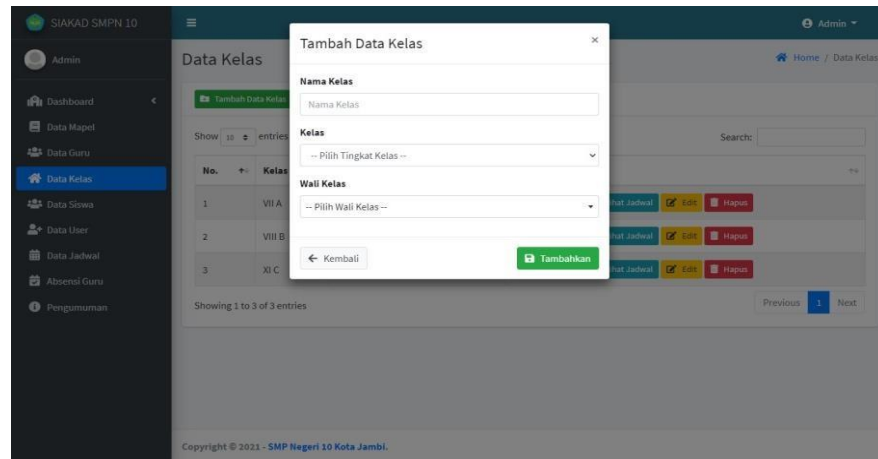 SIAKAD SMPN 10
Admin
Admin
Dashboard
Data Mapel
Data Guru
Data Kelas
Data Siswa
Data User
Data Jadwal
Absensi Guru
Pengumuman
Data Kelas
Home / Data Kelas
Tambah Data Kelas
Show 10 entries
Search:
No. Kelas
1 VII A hat Jadwal Edit Hapus
2 VIII B hat Jadwal Edit Hapus
3 XI C hat Jadwal Edit Hapus
Showing 1 to 3 of 3 entries
Previous 1 Next
Tambah Data Kelas ×
Nama Kelas
Nama Kelas
Kelas
-- Pilih Tingkat Kelas --
Wali Kelas
-- Pilih Wali Kelas --
Kembali Tambahkan
Copyright © 2021 - SMP Negeri 10 Kota Jambi.